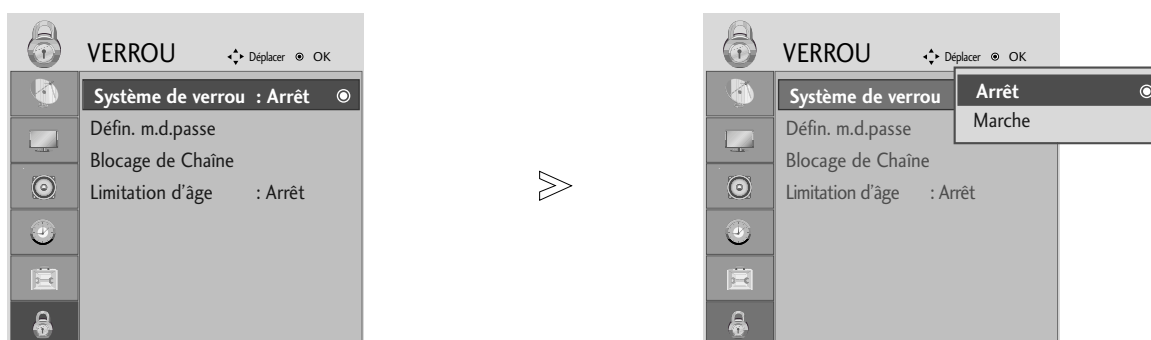 VERROU Déplacer OK
Système de verrou : Arrêt
Défin. m.d.passe
Blocage de Chaîne
Limitation d'âge : Arrêt
VERROU Déplacer OK
Système de verrou
Arrêt
Marche
Défin. m.d.passe
Blocage de Chaîne
Limitation d'âge : Arrêt